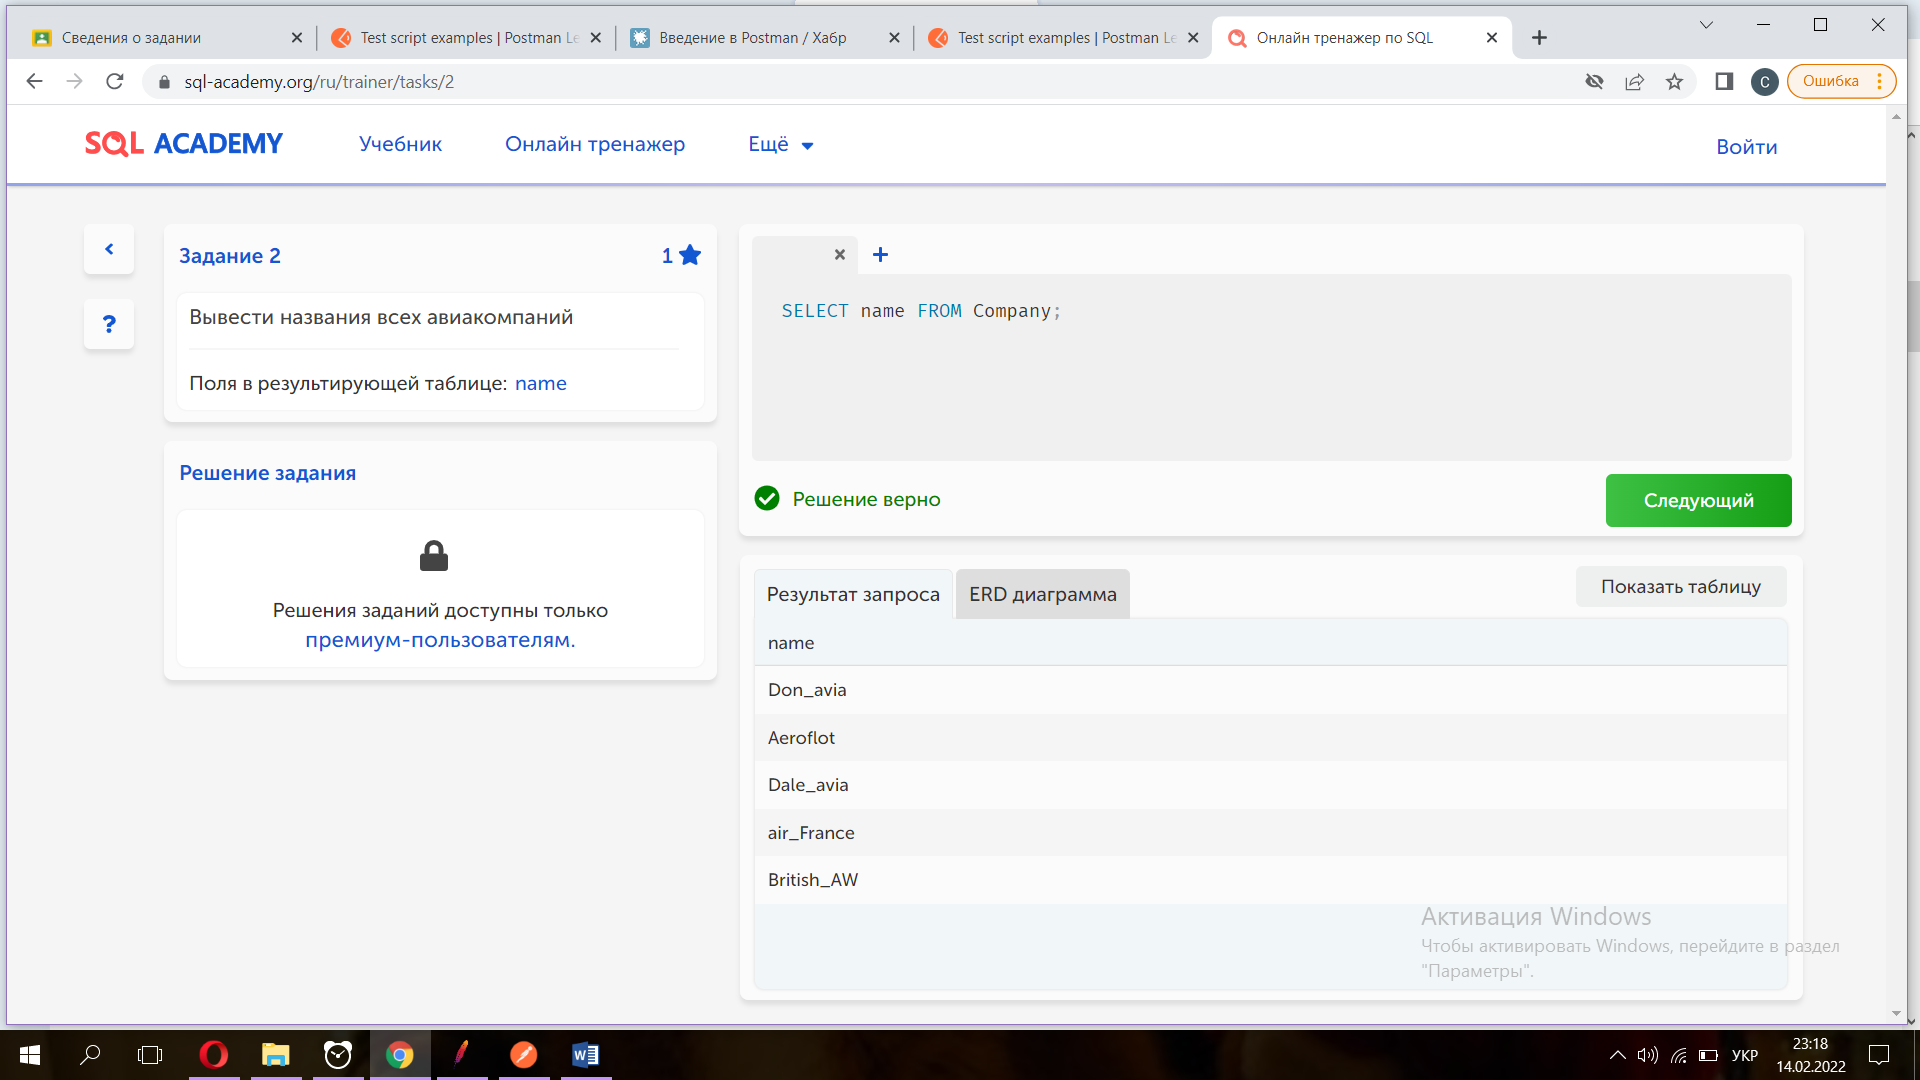 Сведения о задании
Test script examples | Postman Le
Введение в Postman / Хабр
Test script examples | Postman Le
Онлайн тренажер по SQL
sql-academy.org/ru/trainer/tasks/2
C
Ошибка
SQL ACADEMY
Учебник
Онлайн тренажер
Ещё
Войти
Задание 2
1
Вывести названия всех авиакомпаний
Поля в результирующей таблице: name
?
Решение задания
Решения заданий доступны только
премиум-пользователям.
SELECT name FROM Company;
Решение верно
Следующий
Результат запроса
ERD диаграмма
Показать таблицу
name
Don_avia
Aeroflot
Dale_avia
air_France
British_AW
Активация Windows
Чтобы активировать Windows, перейдите в раздел
"Параметры".
УКР
23:18
14.02.2022